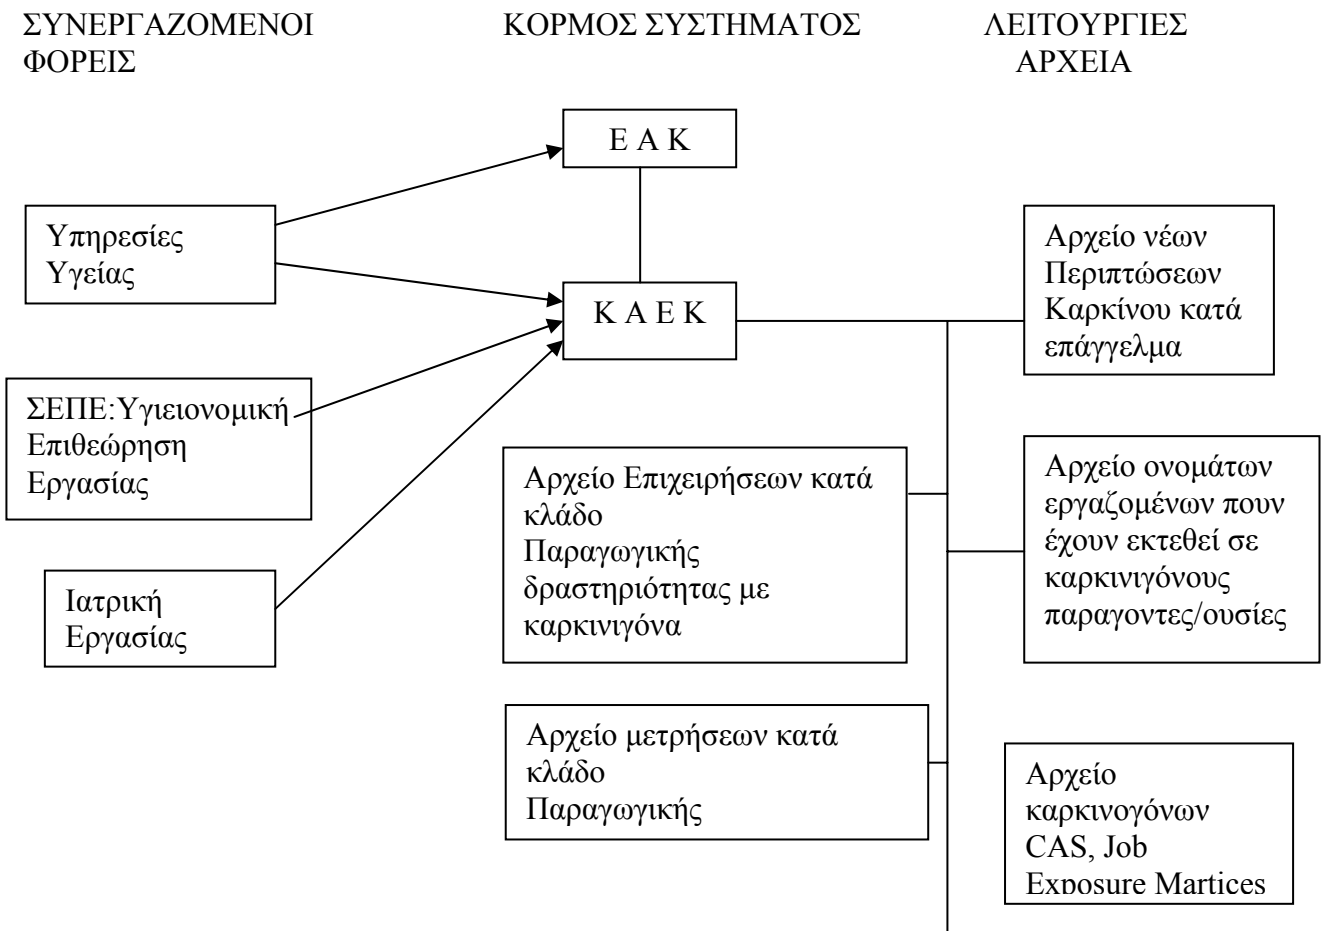 ΣΥΝΕΡΓΑΖΟΜΕΝΟΙ
ΦΟΡΕΙΣ
ΚΟΡΜΟΣ ΣΥΣΤΗΜΑΤΟΣ
ΛΕΙΤΟΥΡΓΙΕΣ
ΑΡΧΕΙΑ
Ε Α Κ
Υπηρεσίες
Υγείας
Κ Α Ε Κ
Αρχείο νέων
Περιπτώσεων
Καρκίνου κατά
επάγγελμα
ΣΕΠΕ:Υγιειονομική
Επιθεώρηση
Εργασίας
Αρχείο Επιχειρήσεων κατά
κλάδο
Παραγωγικής
δραστηριότητας με
καρκινιγόνα
Αρχείο ονομάτων
εργαζομένων πουν
έχουν εκτεθεί σε
καρκινιγόνους
παραγοντες/ουσίες
Ιατρική
Εργασίας
Αρχείο μετρήσεων κατά
κλάδο
Παραγωγικής
Αρχείο
καρκινογόνων
CAS, Job
Exposure Martices